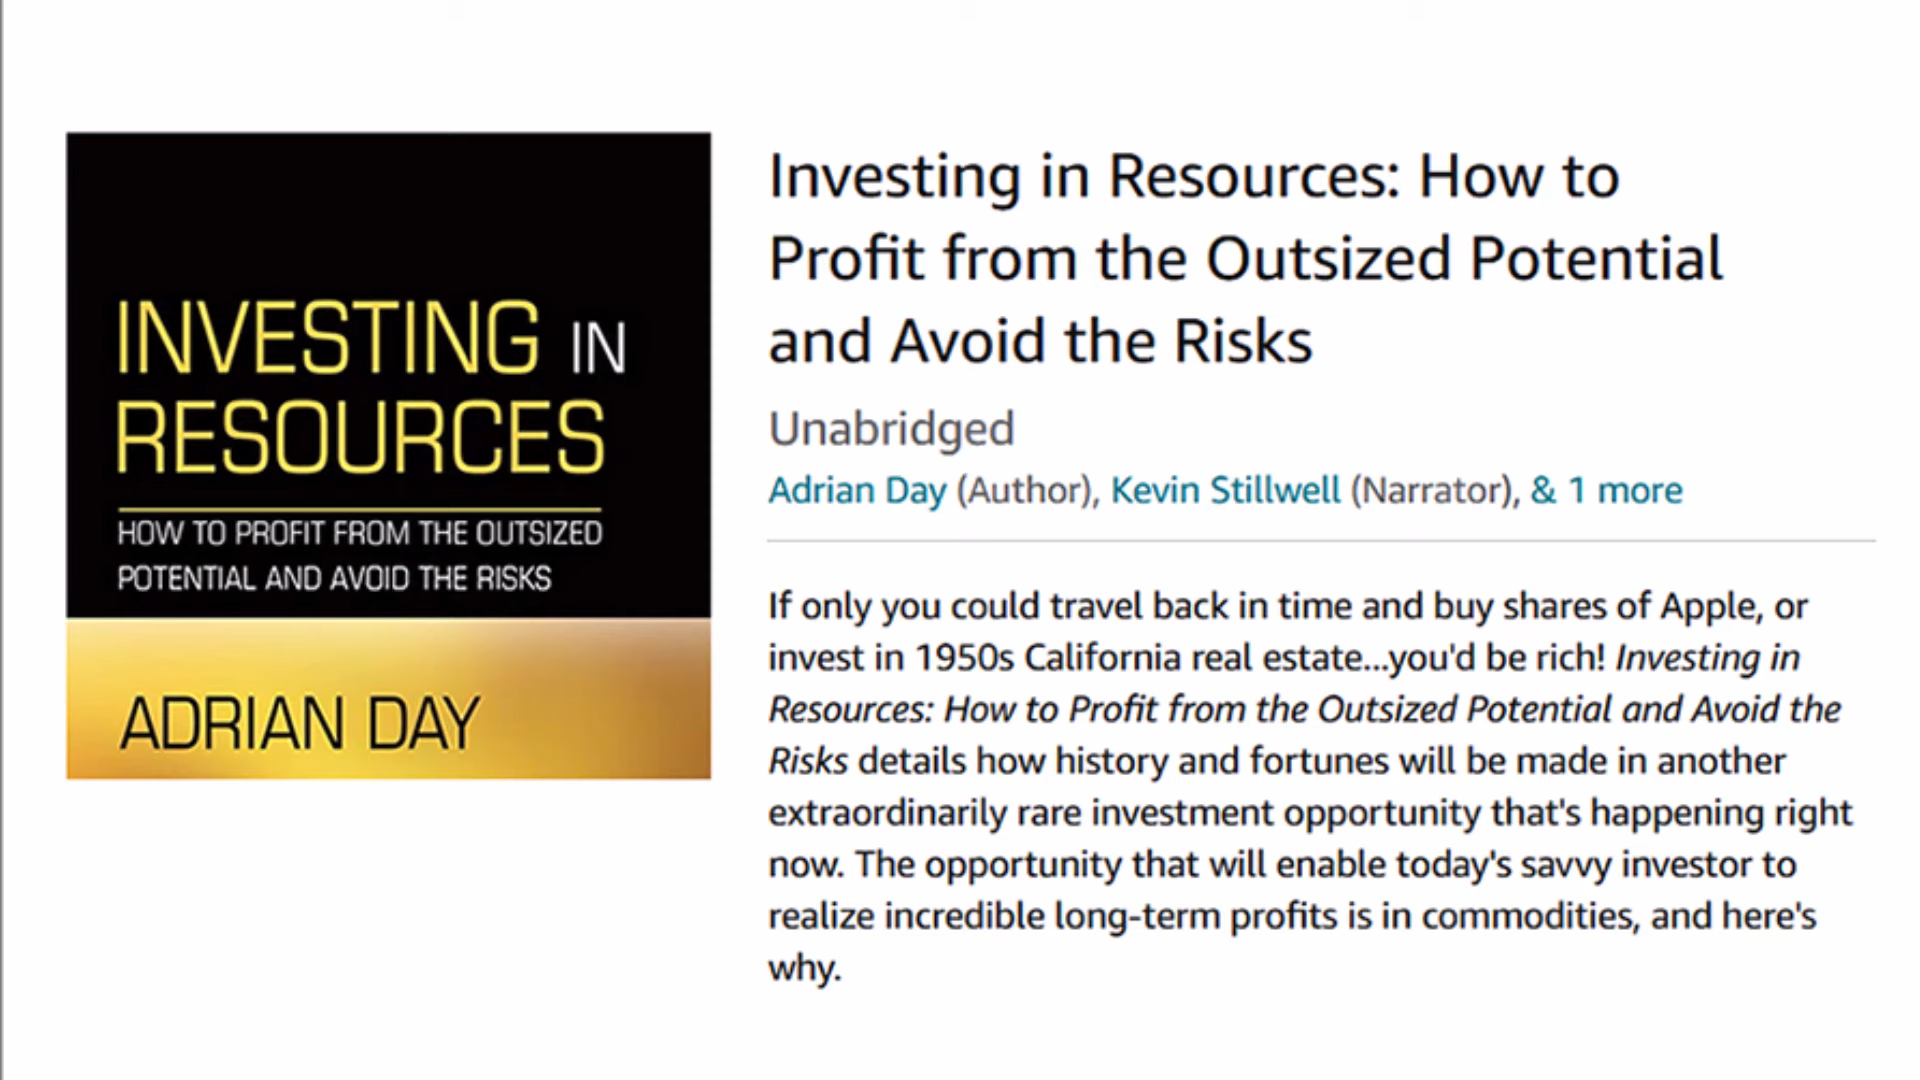 INVESTING IN
RESOURCES
HOW TO PROFIT FROM THE OUTSIZED
POTENTIAL AND AVOID THE RISKS
ADRIAN DAY
Investing in Resources: How to
Profit from the Outsized Potential
and Avoid the Risks
Unabridged
Adrian Day (Author), Kevin Stillwell (Narrator), & 1 more
If only you could travel back in time and buy shares of Apple, or
invest in 1950s California real estate...you'd be rich! Investing in
Resources: How to Profit from the Outsized Potential and Avoid the
Risks details how history and fortunes will be made in another
extraordinarily rare investment opportunity that's happening right
now. The opportunity that will enable today's savvy investor to
realize incredible long-term profits is in commodities, and here's
why.